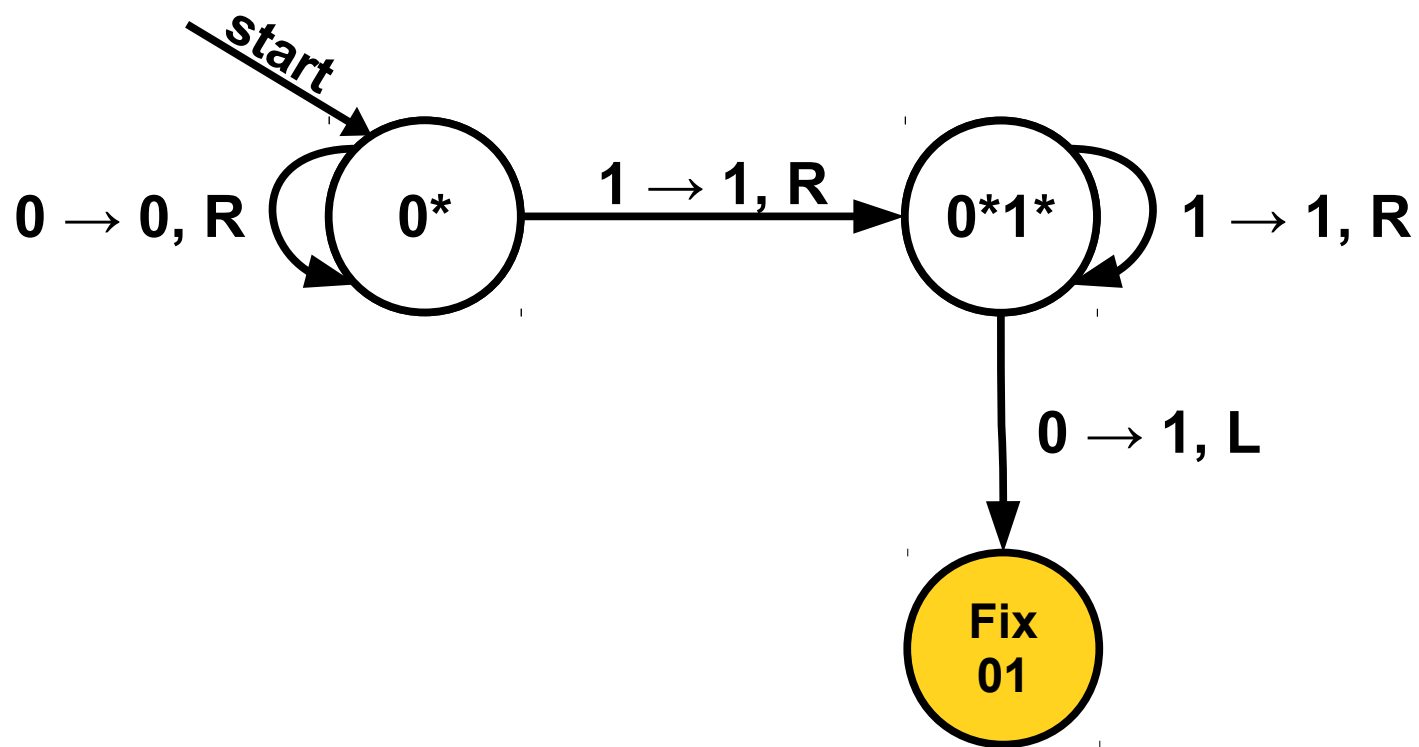 start
0 → 0, R
0*
1 → 1, R
0*1*
1 → 1, R
0 → 1, L
Fix
01